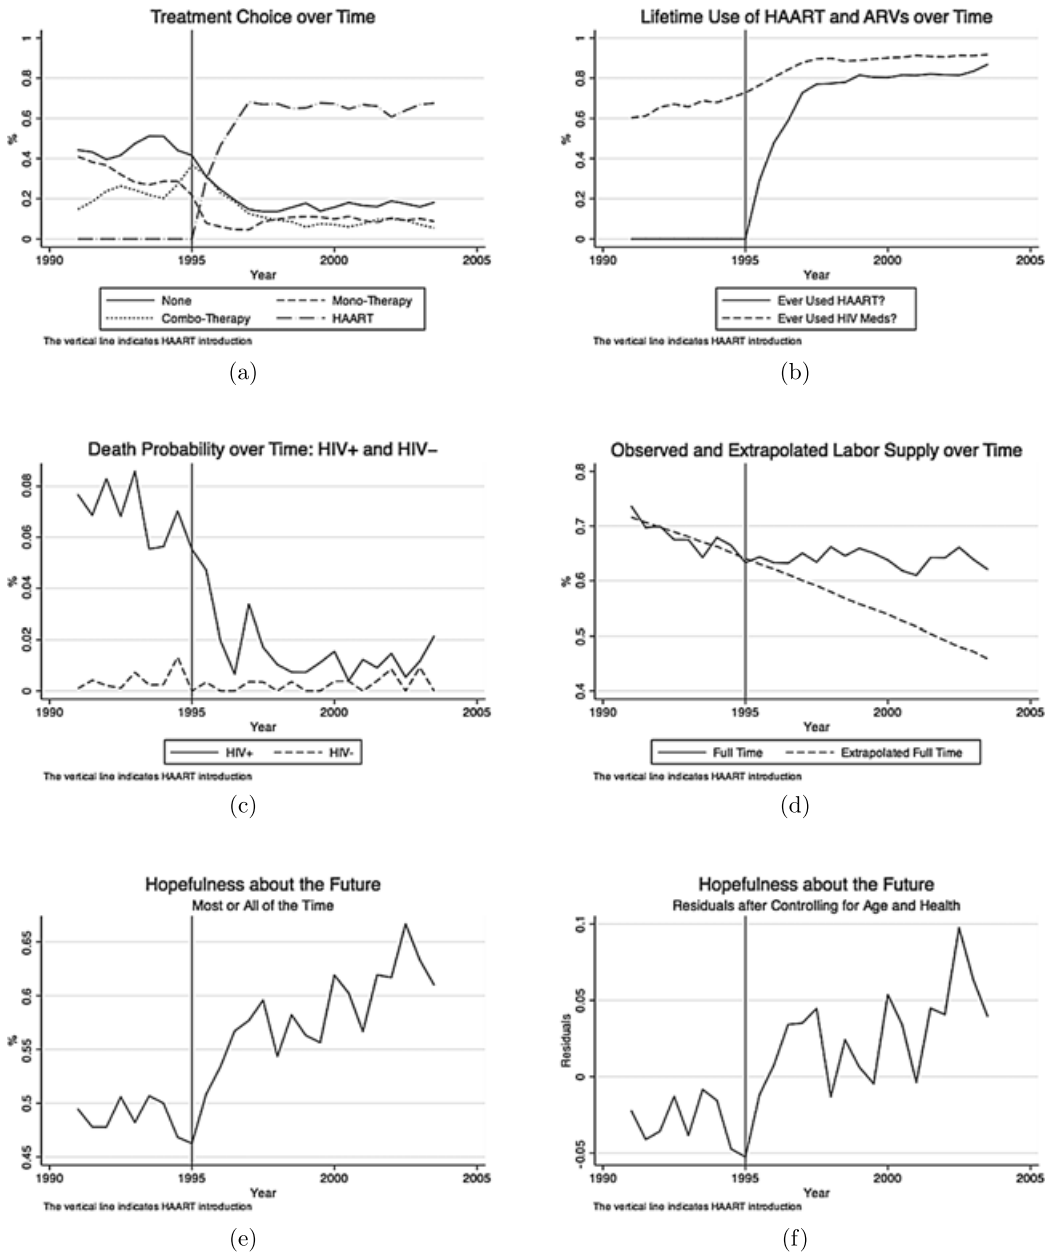 Treatment Choice over Time
1
0.8
0.6
0.4
0.2
0
%
1990 1995 2000 2005
Year
None Mono-Therapy
Combo-Therapy HAART
The vertical line indicates HAART introduction
(a)
Lifetime Use of HAART and ARVs over Time
1
0.8
0.6
0.4
0.2
0
%
1990 1995 2000 2005
Year
Ever Used HAART?
Ever Used HIV Meds?
The vertical line indicates HAART introduction
(b)
Death Probability over Time: HIV+ and HIV−
0.08
0.06
0.04
0.02
0
%
1990 1995 2000 2005
Year
HIV+ HIV-
The vertical line indicates HAART introduction
(c)
Observed and Extrapolated Labor Supply over Time
0.8
0.7
0.6
0.5
0.4
%
1990 1995 2000 2005
Year
Full Time Extrapolated Full Time
The vertical line indicates HAART introduction
(d)
Hopefulness about the Future
Most or All of the Time
0.65
0.6
0.55
0.5
0.45
%
1990 1995 2000 2005
Year
The vertical line indicates HAART introduction
(e)
Hopefulness about the Future
Residuals after Controlling for Age and Health
0.1
0.05
0
-0.05
Residuals
1990 1995 2000 2005
Year
The vertical line indicates HAART introduction
(f)